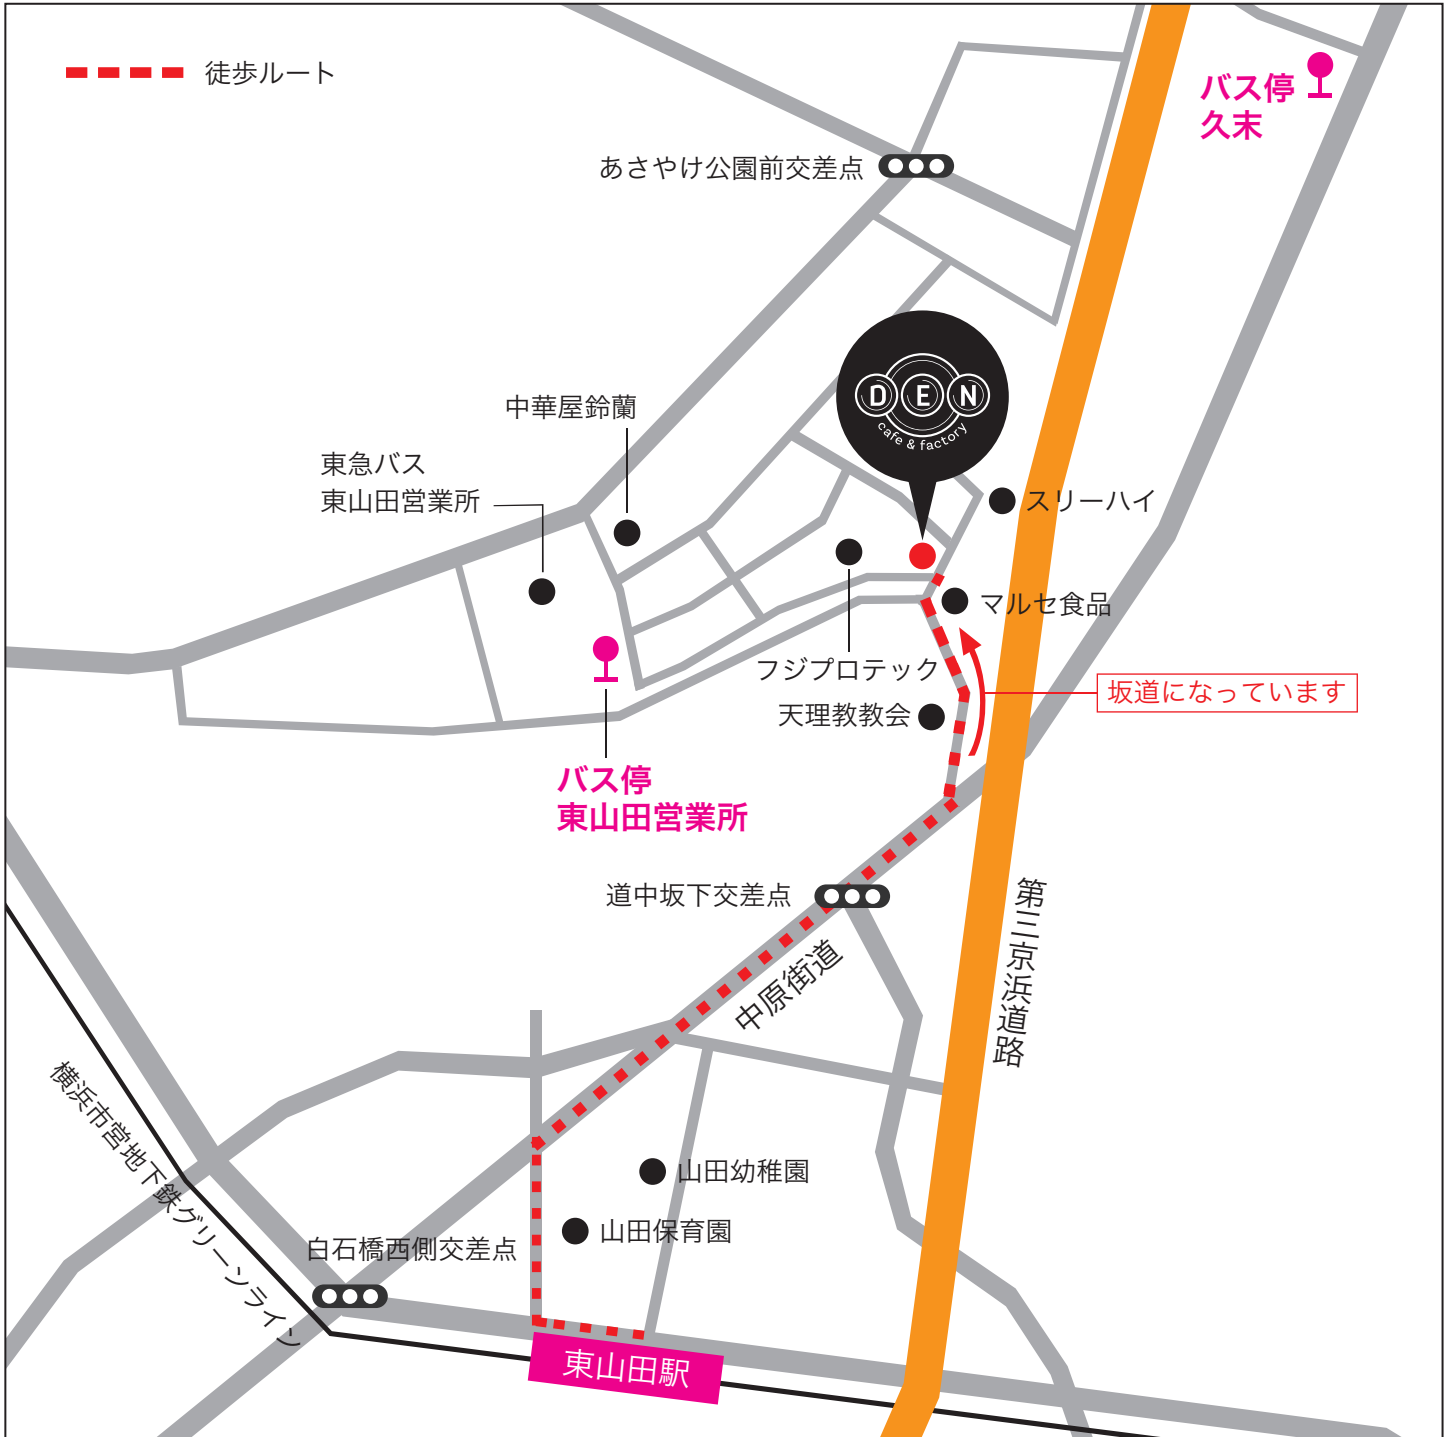 徒歩ルート
バス停
久末
あさやけ公園前交差点
DEN
cafe & factory
中華屋鈴蘭
東急バス
東山田営業所
スリーハイ
マルセ食品
フジプロテック
坂道になっています
天理教教会
バス停
東山田営業所
道中坂下交差点
中原街道
第三京浜道路
横浜市営地下鉄グリーンライン
山田幼稚園
山田保育園
白石橋西側交差点
東山田駅